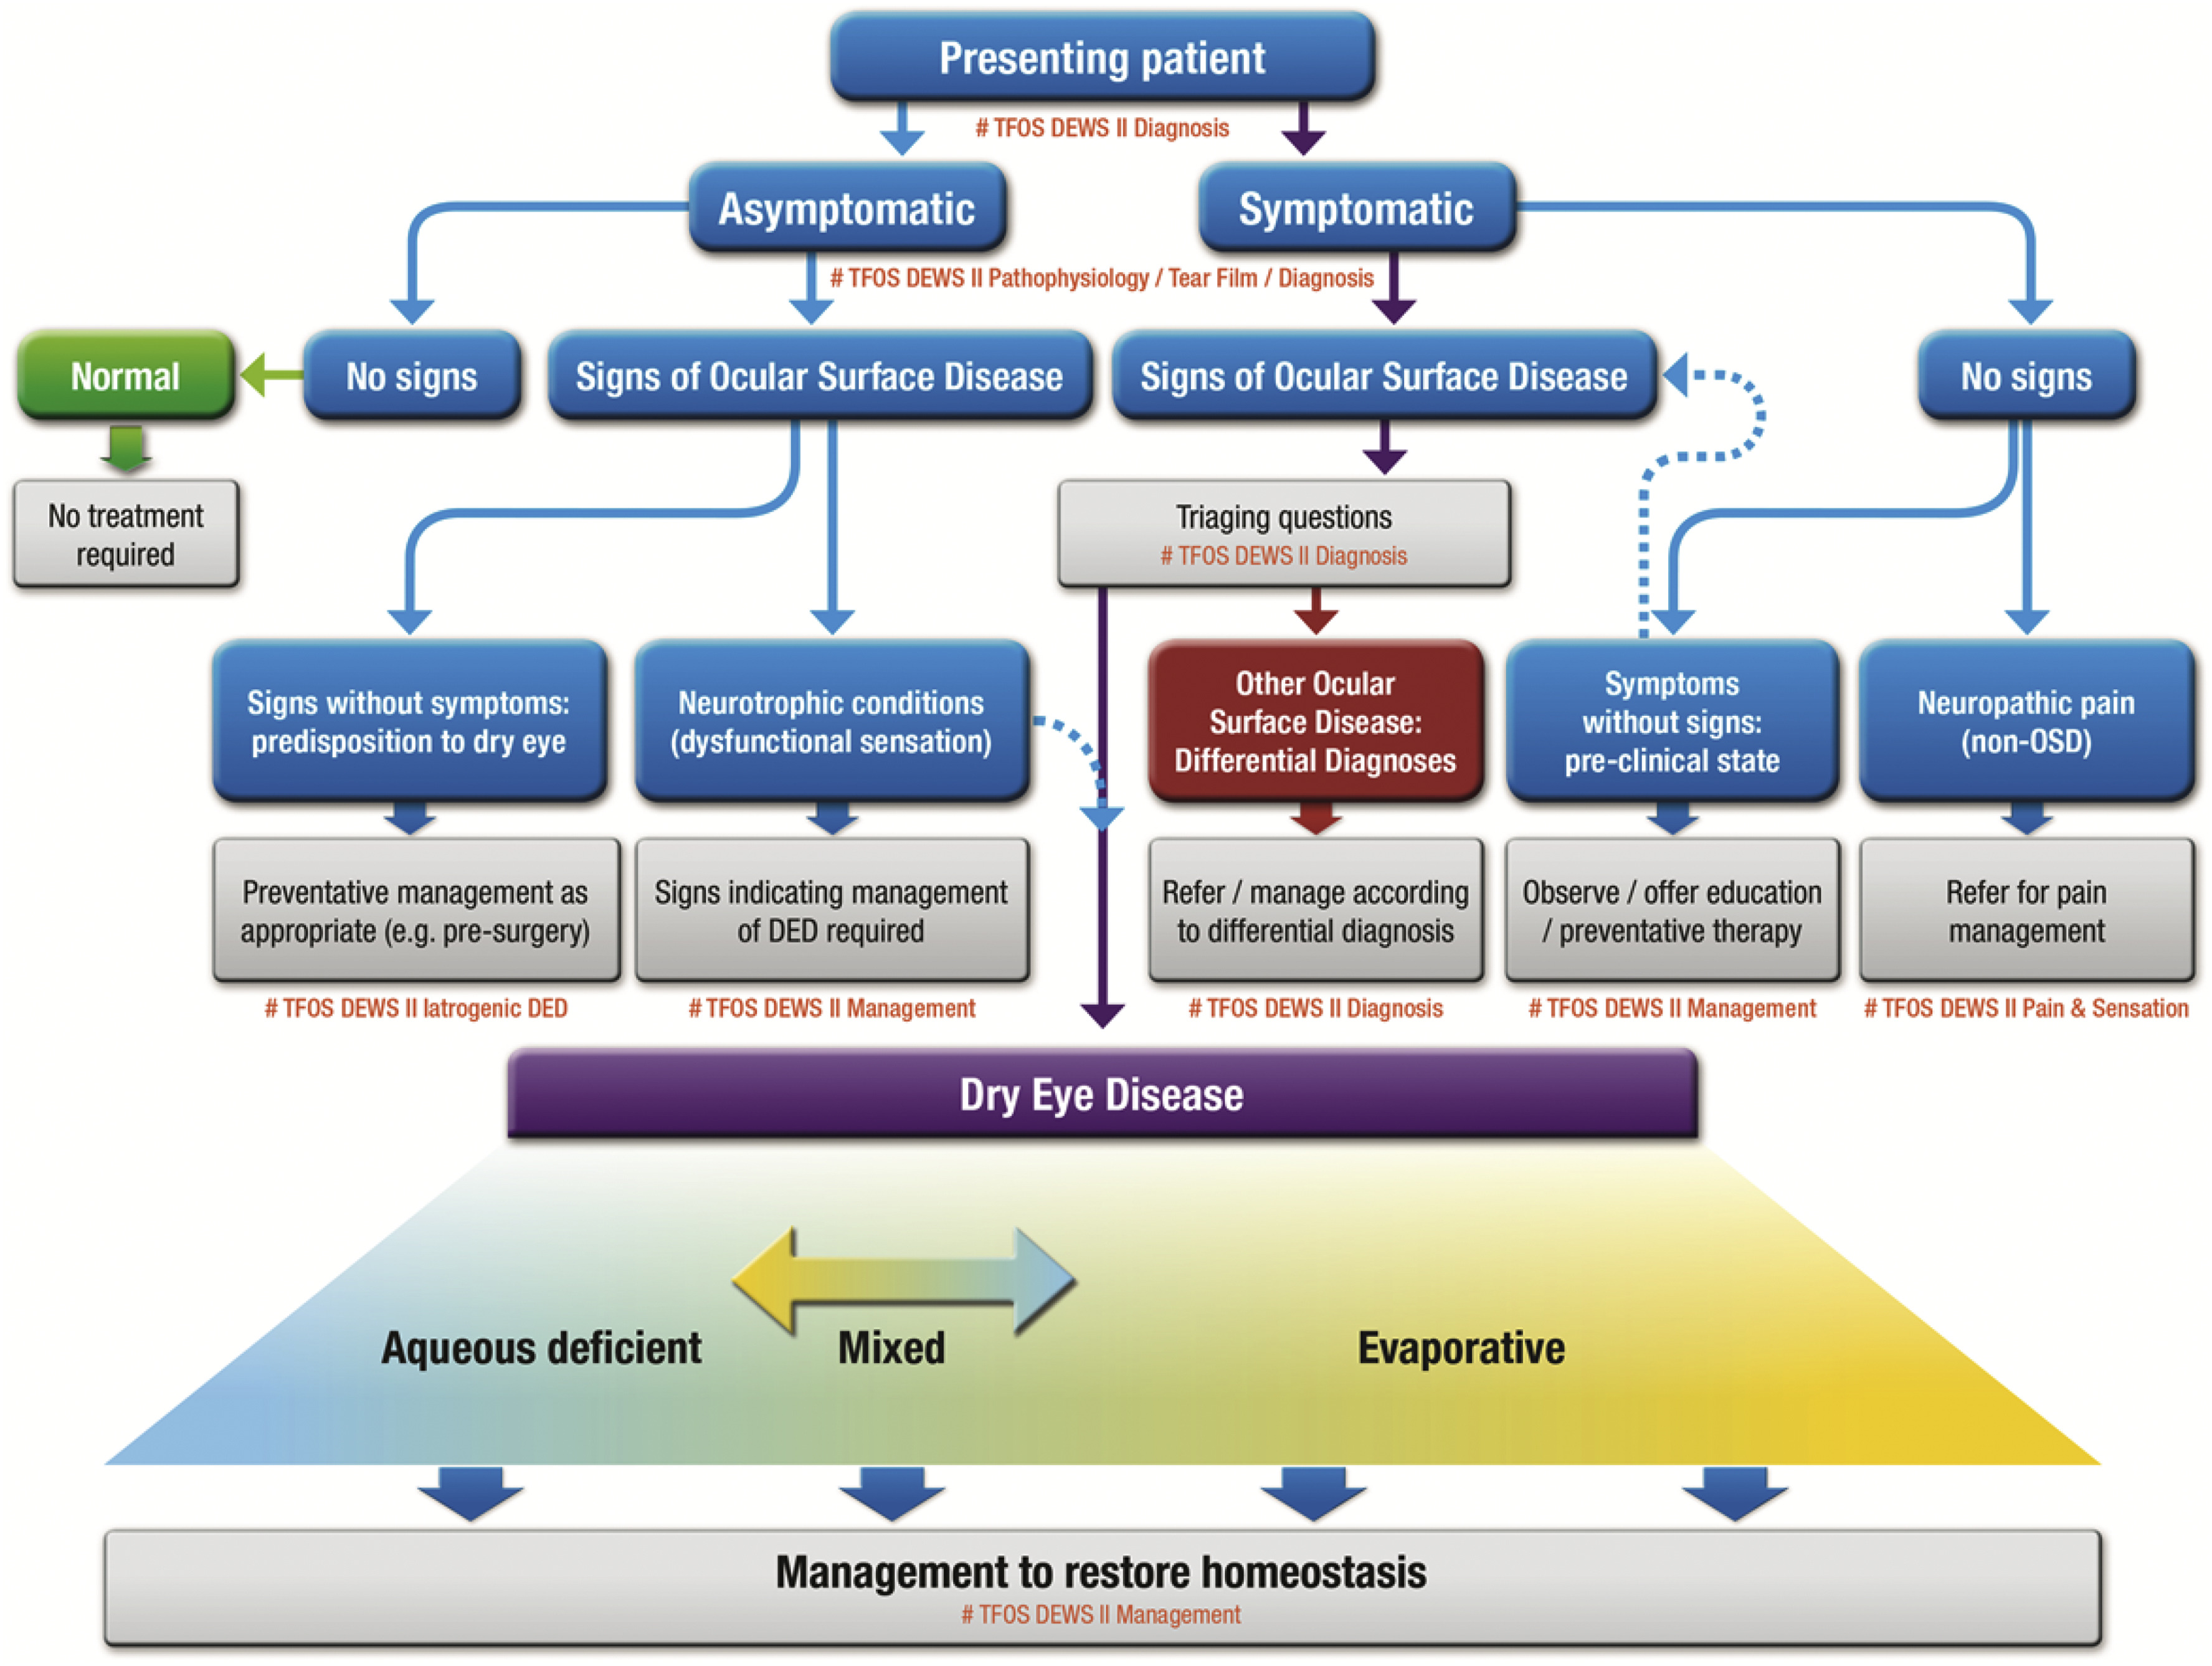 Presenting patient
# TFOS DEWS II Diagnosis
Asymptomatic
Symptomatic
# TFOS DEWS II Pathophysiology / Tear Film / Diagnosis
Normal
No signs
Signs of Ocular Surface Disease
Signs of Ocular Surface Disease
No signs
No treatment
required
Triaging questions
# TFOS DEWS II Diagnosis
Signs without symptoms:
predisposition to dry eye
Neurotrophic conditions
(dysfunctional sensation)
Other Ocular
Surface Disease:
Differential Diagnoses
Symptoms
without signs:
pre-clinical state
Neuropathic pain
(non-OSD)
Preventative management as
appropriate (e.g. pre-surgery)
Signs indicating management
of DED required
Refer / manage according
to differential diagnosis
Observe / offer education
/ preventative therapy
Refer for pain
management
# TFOS DEWS II Iatrogenic DED
# TFOS DEWS II Management
# TFOS DEWS II Diagnosis
# TFOS DEWS II Management
# TFOS DEWS II Pain & Sensation
Dry Eye Disease
Aqueous deficient
Mixed
Evaporative
Management to restore homeostasis
# TFOS DEWS II Management